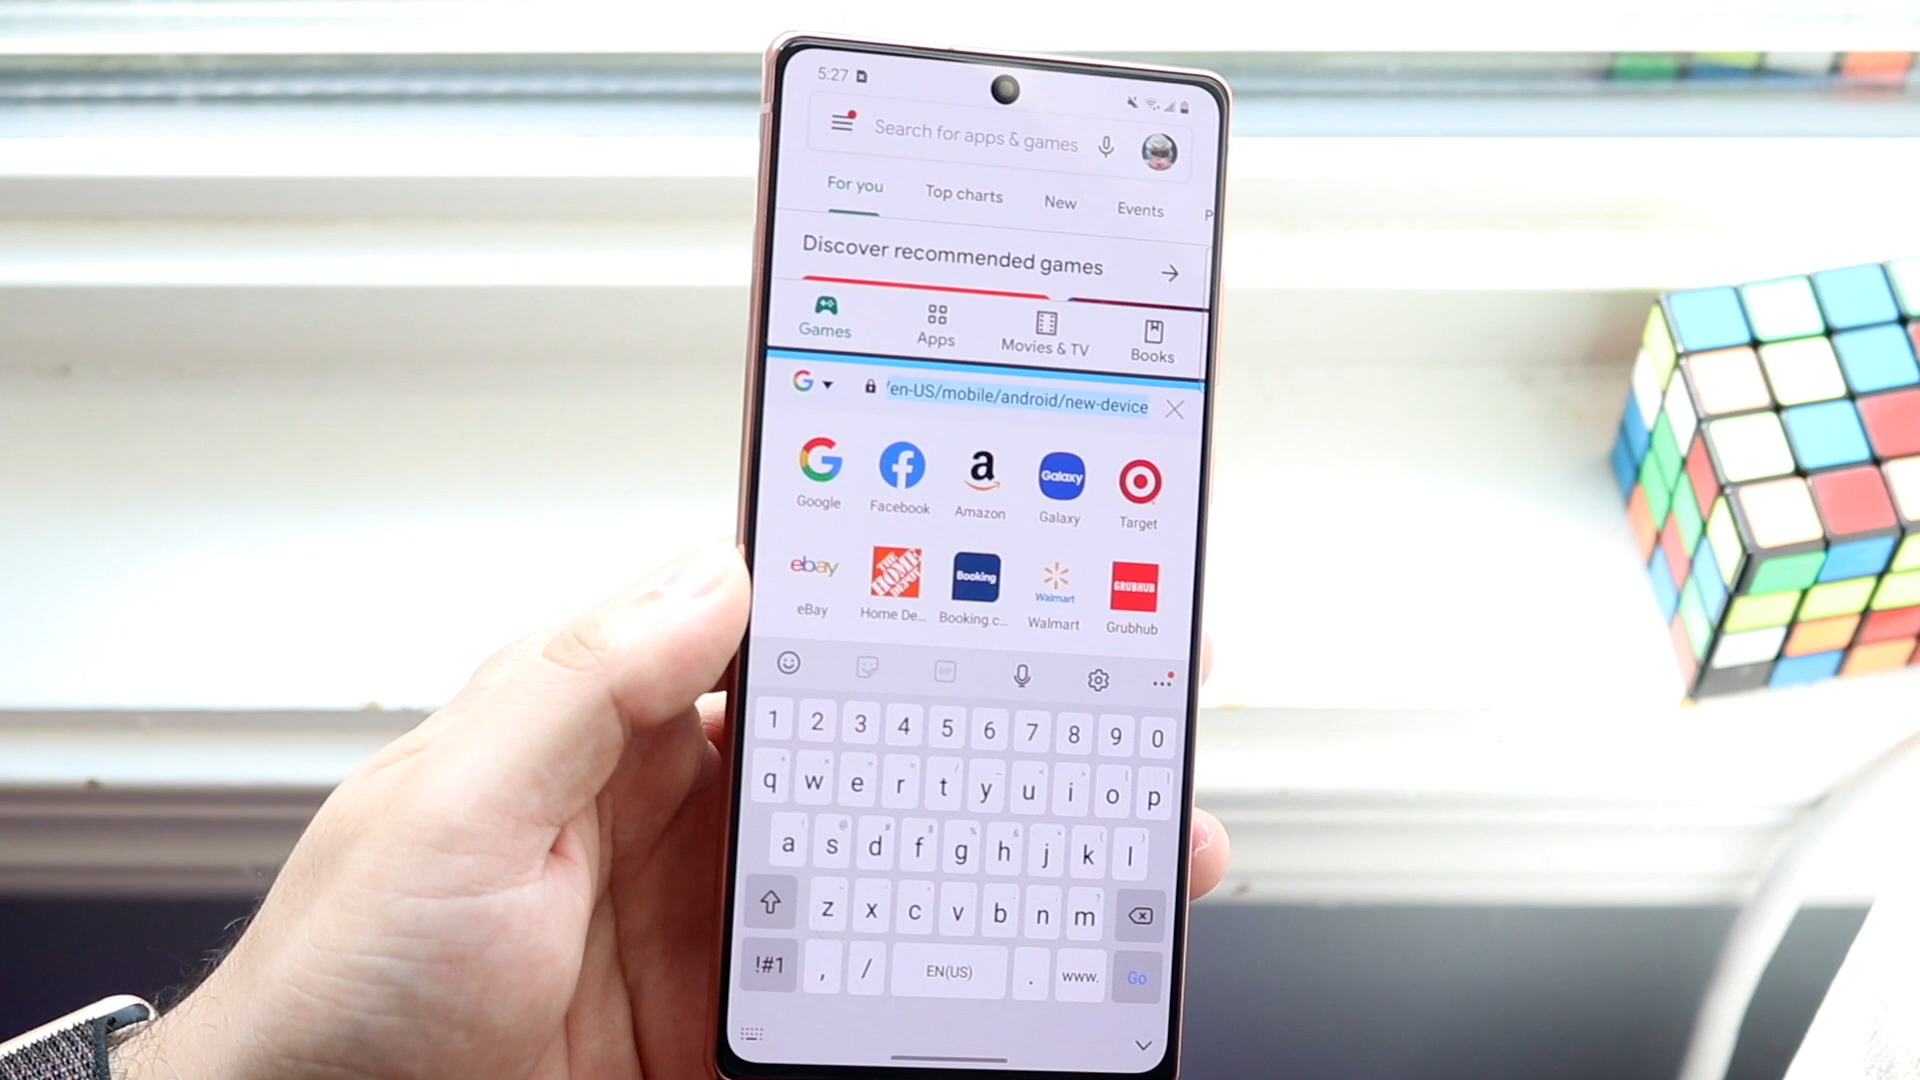 5:27
Search for apps & games
For you Top charts New Events P
Discover recommended games
Games Apps Movies & TV Books
/en-US/mobile/android/new-device
a Galaxy
Google Facebook Amazon Galaxy Target
ebay THE HOME DEPOT Booking Walmart GRUBHUB
eBay Home De... Booking.c... Walmart Grubhub
GIF
1 2 3 4 5 6 7 8 9 0
q w e r t y u i o p
a s d f g h j k l
z x c v b n m
!#1 , / EN(US) . www. Go